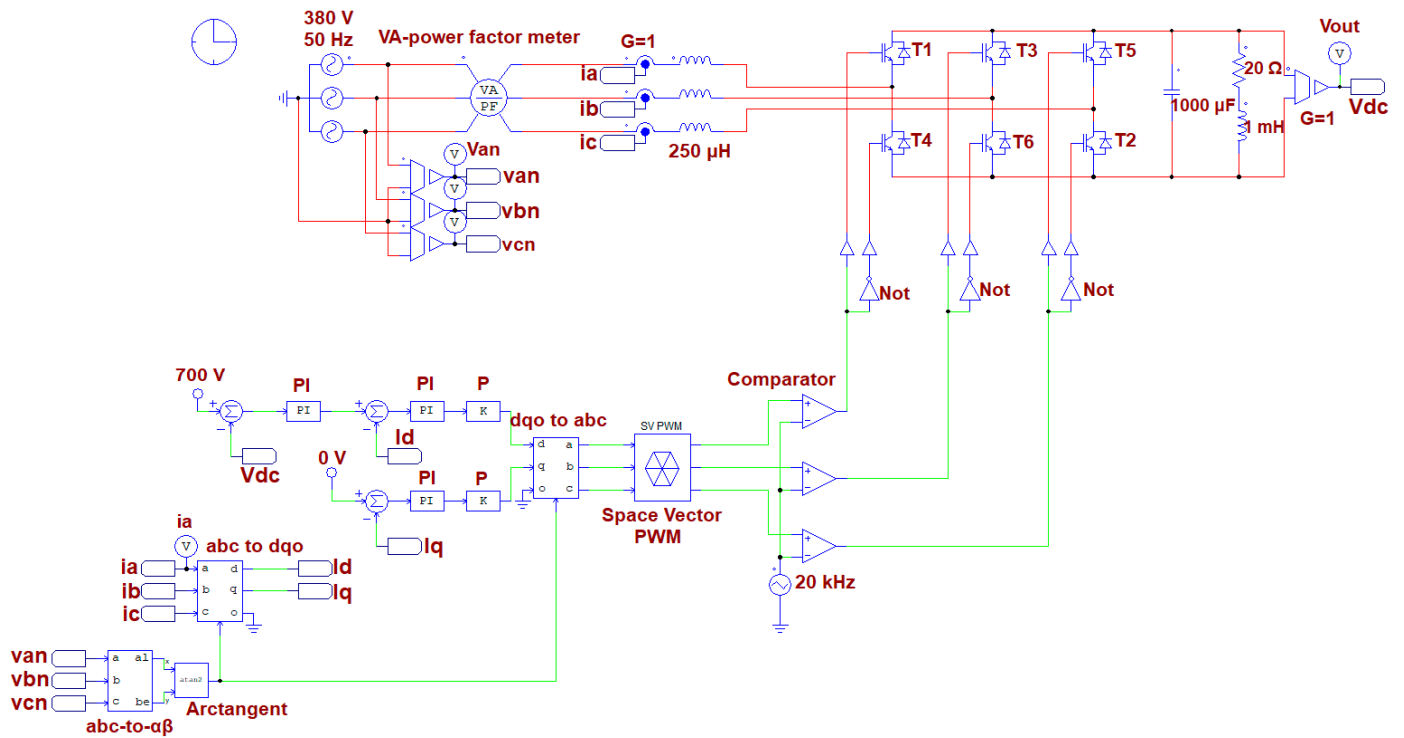 380 V
50 Hz
VA-power factor meter
G=1
VA
PF
ia
ib
ic
250 µH
T1
T3
T5
T4
T6
T2
1000 µF
20 Ω
1 mH
G=1
Vout
V
Vdc
Van
V
van
V
vbn
V
vcn
Not
Not
Not
700 V
PI
PI
P
+
Σ
−
PI
+
Σ
−
PI
K
Vdc
Id
0 V
PI
P
+
Σ
−
PI
K
Iq
dqo to abc
d
a
q
b
o
c
SV PWM
Space Vector
PWM
Comparator
+
−
+
−
+
−
20 kHz
ia
V
abc to dqo
ia
a
d
Id
ib
b
q
Iq
ic
c
o
van
a
al
x
vbn
b
atan2
vcn
c
be
y
Arctangent
abc-to-αβ